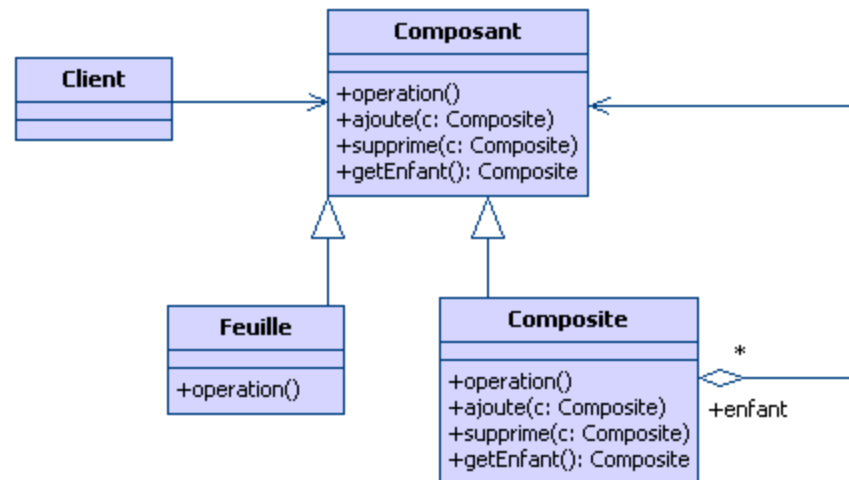 Composant
+operation()
+ajoute(c: Composite)
+supprime(c: Composite)
+getEnfant(): Composite
Client
Feuille
+operation()
Composite
+operation()
+ajoute(c: Composite)
+supprime(c: Composite)
+getEnfant(): Composite
*
+enfant